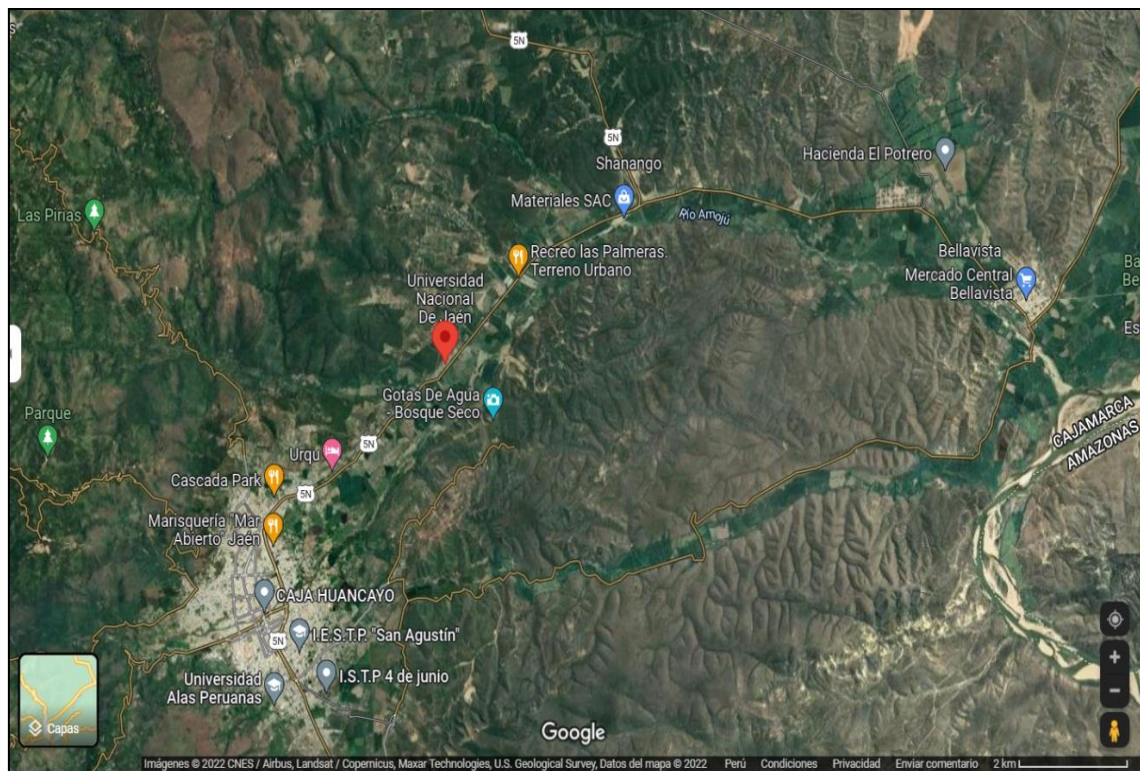 5N
5N
Shanango
Hacienda El Potrero
Materiales SAC
Las Pirias
Río Amojú
Recreo las Palmeras.
Terreno Urbano
Bellavista
Mercado Central
Bellavista
Ba
Be
Es
Universidad
Nacional
De Jaén
Gotas De Agua
- Bosque Seco
Parque
CAJAMARCA
AMAZONAS
5N
Urqu
Cascada Park
5N
Marisquería "Mar
Abierto" Jaén
CAJA HUANCAYO
I.E.S.T.P. "San Agustín"
5N
I.S.T.P 4 de junio
Universidad
Alas Peruanas
Capas
Google
Imágenes © 2022 CNES / Airbus, Landsat / Copernicus, Maxar Technologies, U.S. Geological Survey, Datos del mapa © 2022 Perú Condiciones Privacidad Enviar comentario 2 km